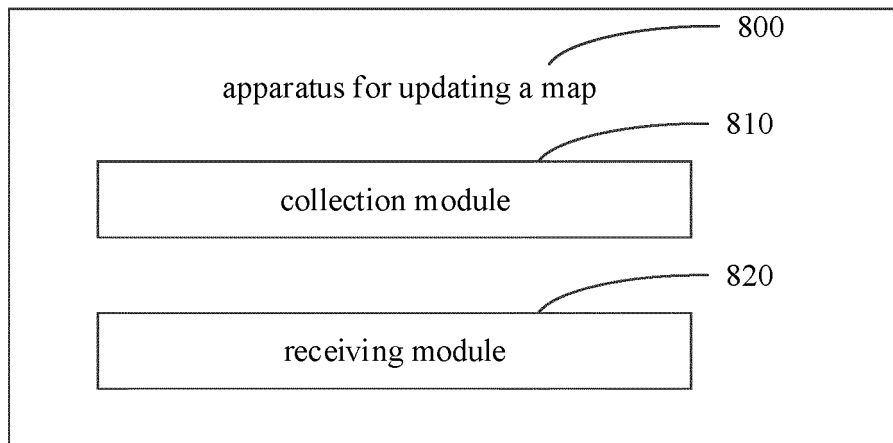 800
apparatus for updating a map
810
collection module
820
receiving module